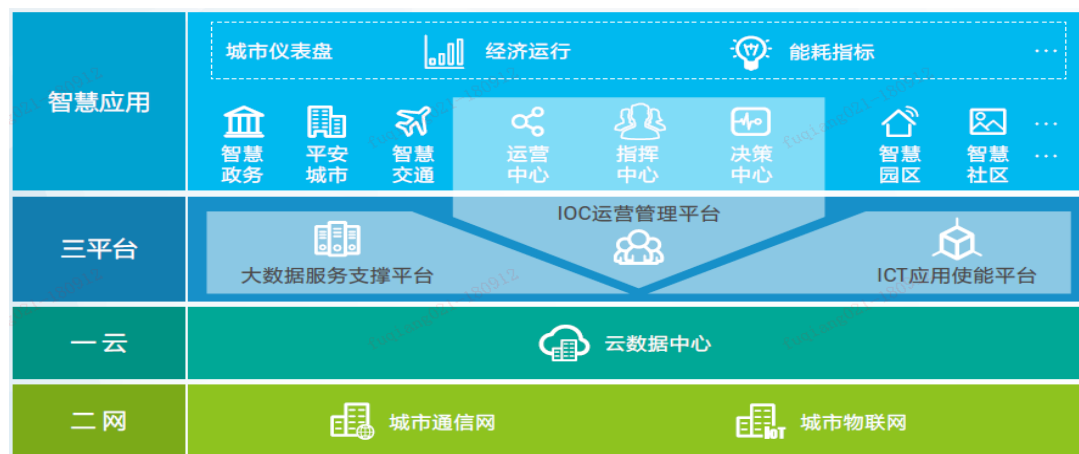 城市仪表盘
经济运行
能耗指标
...
智慧应用
智慧
政务
平安
城市
智慧
交通
运营
中心
指挥
中心
决策
中心
智慧
园区
智慧
社区
...
...
三平台
IOC运营管理平台
大数据服务支撑平台
ICT应用使能平台
一云
云数据中心
二网
城市通信网
IoT
城市物联网
fuqiang021-180912